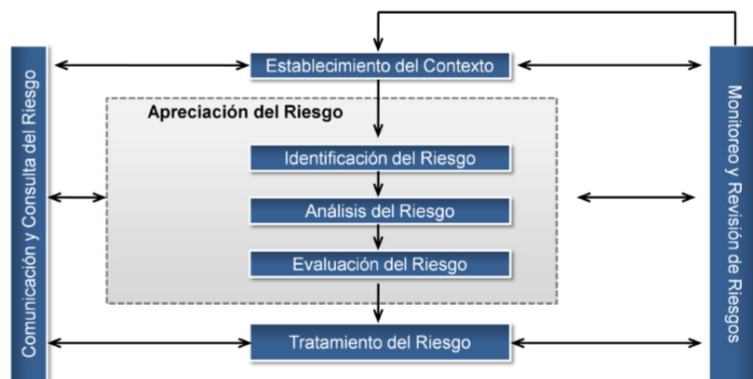 Establecimiento del Contexto
Comunicación y Consulta del Riesgo
Apreciación del Riesgo
Identificación del Riesgo
Análisis del Riesgo
Evaluación del Riesgo
Tratamiento del Riesgo
Monitoreo y Revisión de Riesgos